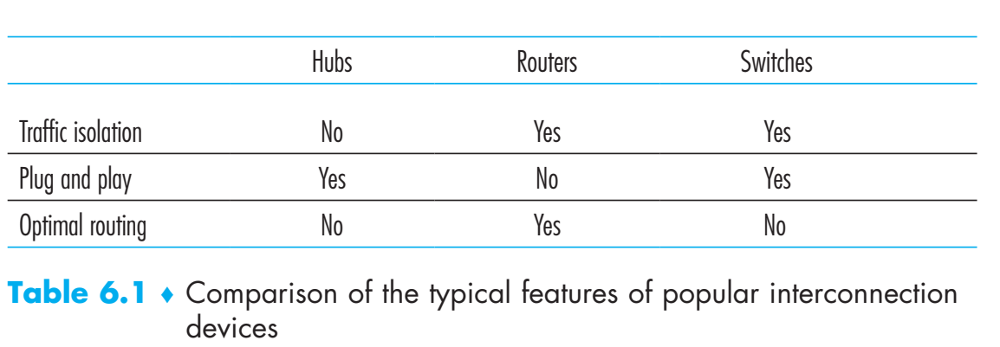 Hubs Routers Switches
Traffic isolation No Yes Yes
Plug and play Yes No Yes
Optimal routing No Yes No
Table 6.1 ♦ Comparison of the typical features of popular interconnection
devices